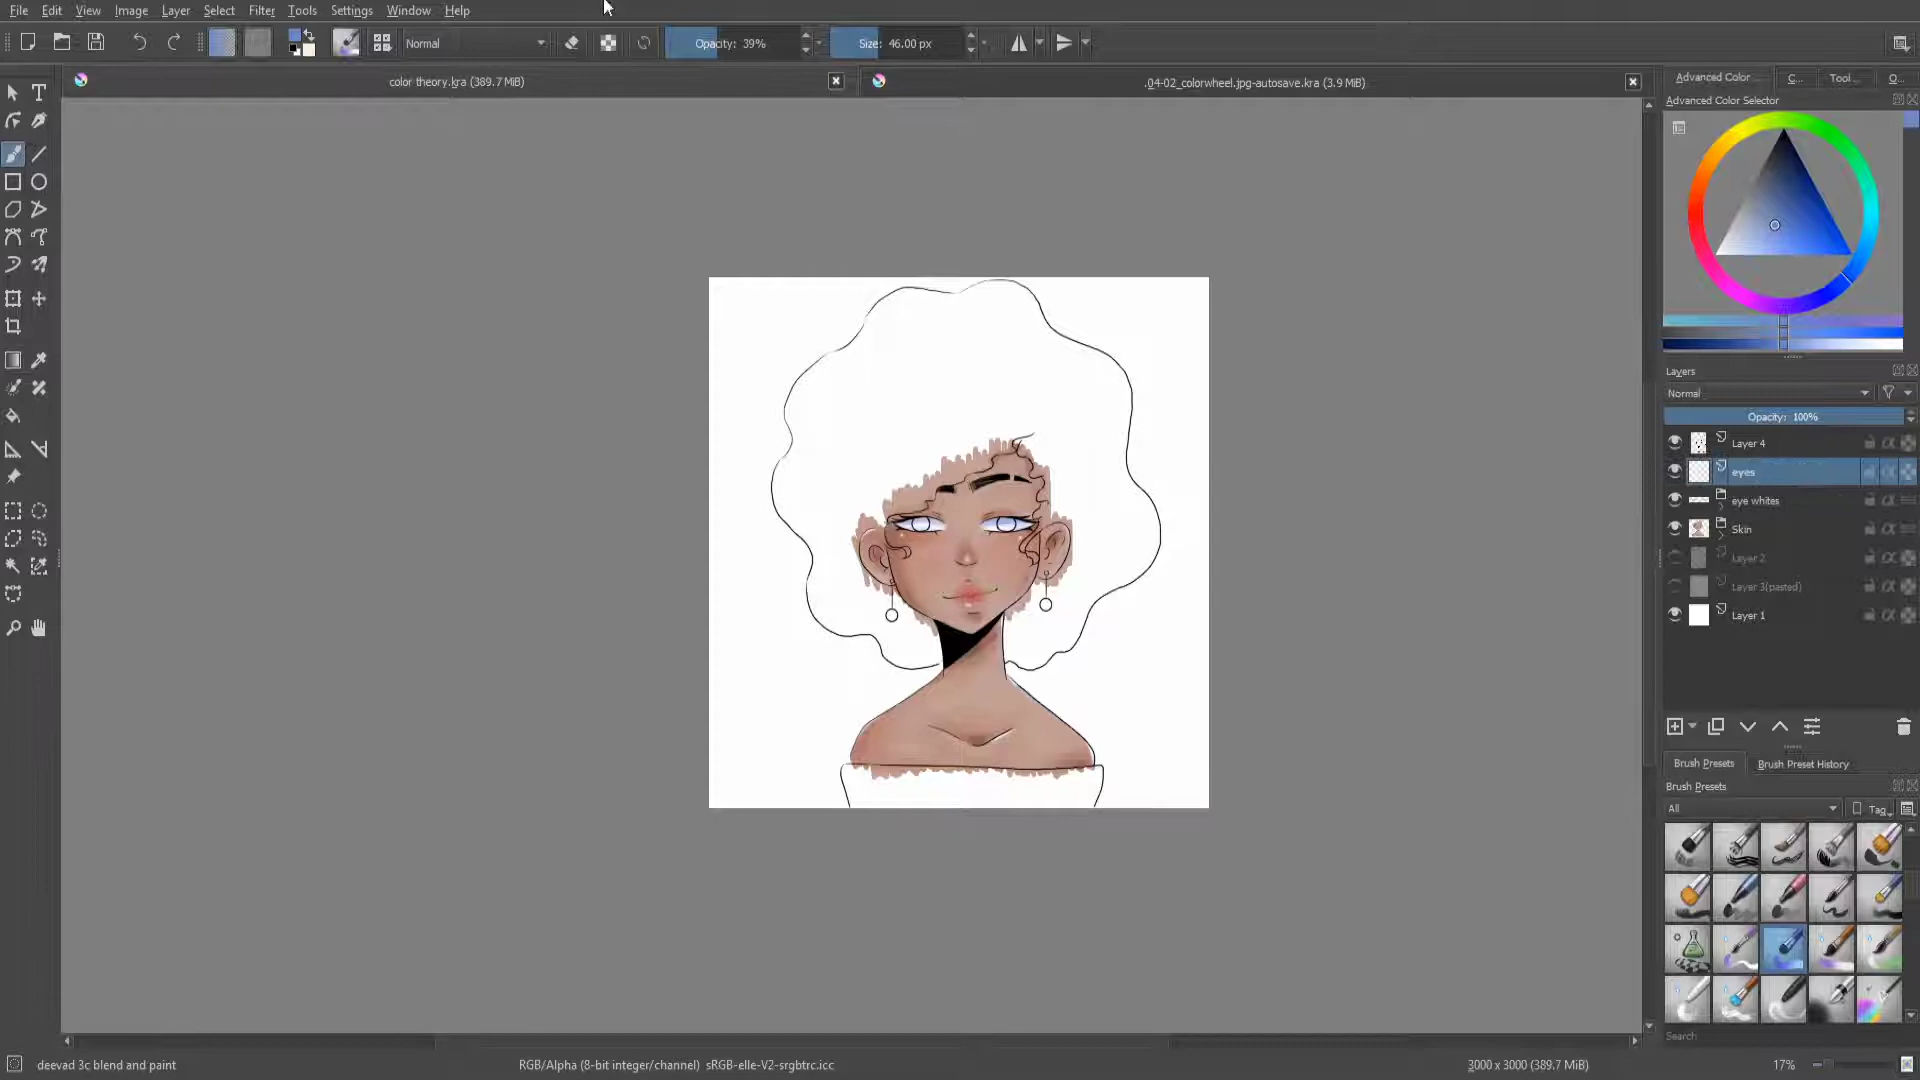 File Edit View Image Layer Select Filter Tools Settings Window Help
Normal Opacity: 39% Size: 46.00 px
color theory.kra (389.7 MiB) .04-02_colorwheel.jpg-autosave.kra (3.9 MiB)
Advanced Color C... Tool... O...
Advanced Color Selector
Layers
Normal
Opacity: 100%
Layer 4
eyes
eye whites
Skin
Layer 2
Layer 3(pasted)
Layer 1
Brush Presets Brush Preset History
Brush Presets
All Tag
Search
deevad 3c blend and paint RGB/Alpha (8-bit integer/channel) sRGB-elle-V2-srgbtrc.icc 3000 x 3000 (389.7 MiB) 17%